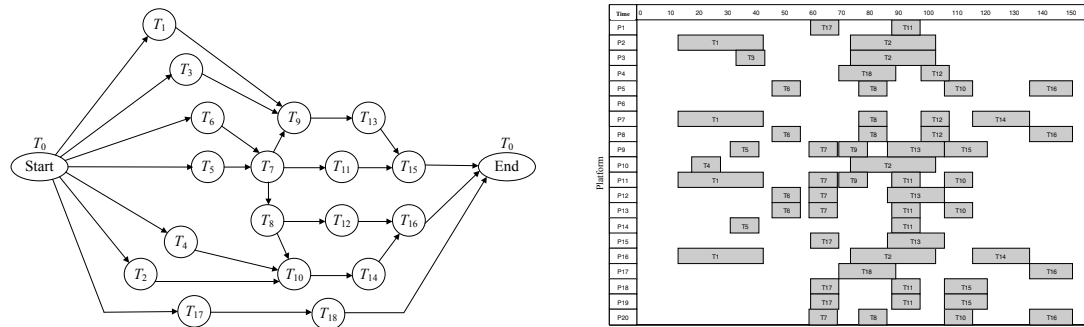 T1
T3
T6
T9
T13
T0
T0
Start
T5
T7
T11
T15
End
T8
T12
T16
T4
T2
T10
T14
T17
T18
Time 0 10 20 30 40 50 60 70 80 90 100 110 120 130 140 150
Platform
P1 T17 T11
P2 T1 T2
P3 T3 T2
P4 T18 T12
P5 T6 T8 T10 T16
P6
P7 T1 T8 T12 T14
P8 T6 T8 T12 T16
P9 T5 T7 T9 T13 T15
P10 T4 T2
P11 T1 T7 T9 T11 T10
P12 T6 T7 T13
P13 T6 T7 T11 T10
P14 T5 T11
P15 T17 T13
P16 T1 T2 T14
P17 T18 T16
P18 T17 T11 T15
P19 T17 T11 T15
P20 T7 T8 T10 T16